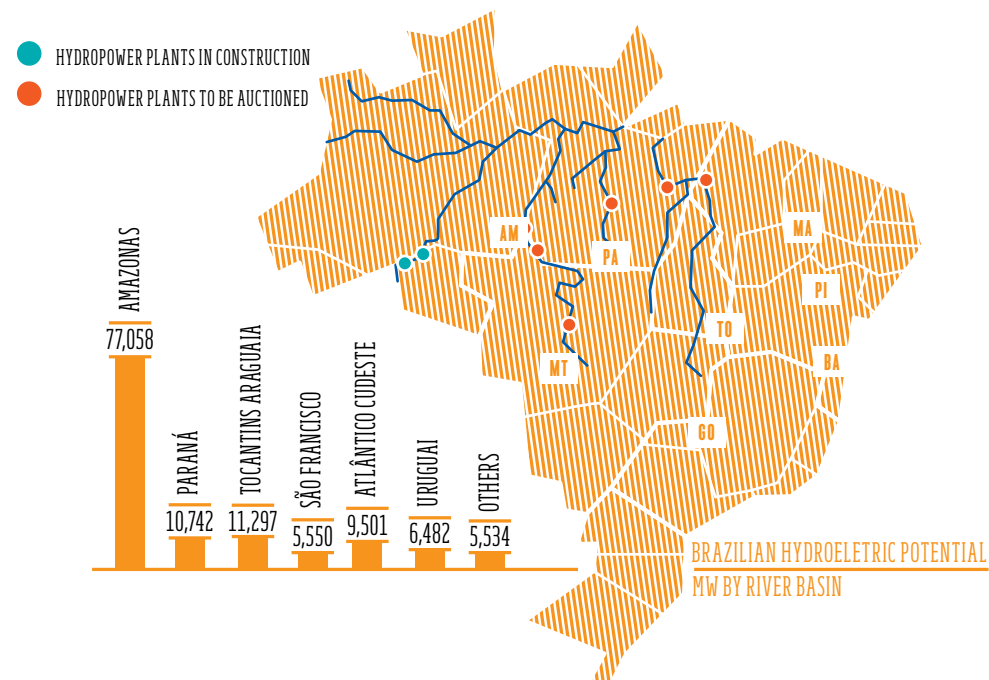 HYDROPOWER PLANTS IN CONSTRUCTION
HYDROPOWER PLANTS TO BE AUCTIONED
AMAZONAS
77,058
PARANÁ
10,742
TOCANTINS ARAGUAIA
11,297
SÃO FRANCISCO
5,550
ATLÂNTICO CUDESTE
9,501
URUGUAI
6,482
OTHERS
5,534
AM
PA
MA
PI
TO
BA
MT
GO
BRAZILIAN HYDROELETRIC POTENTIAL
MW BY RIVER BASIN